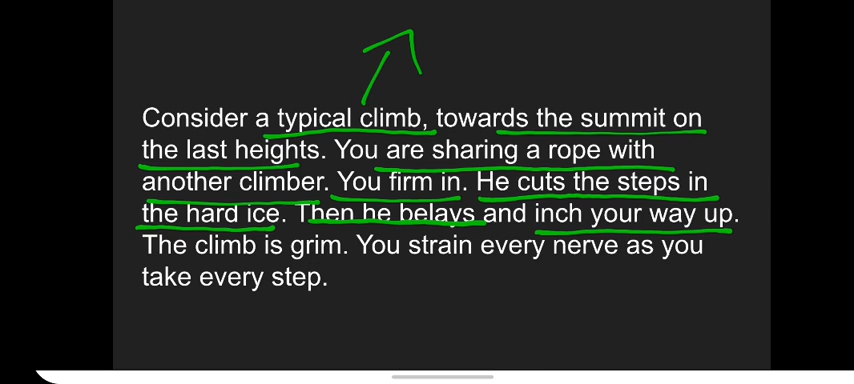 Consider a typical climb, towards the summit on
the last heights. You are sharing a rope with
another climber. You firm in. He cuts the steps in
the hard ice. Then he belays and inch your way up.
The climb is grim. You strain every nerve as you
take every step.